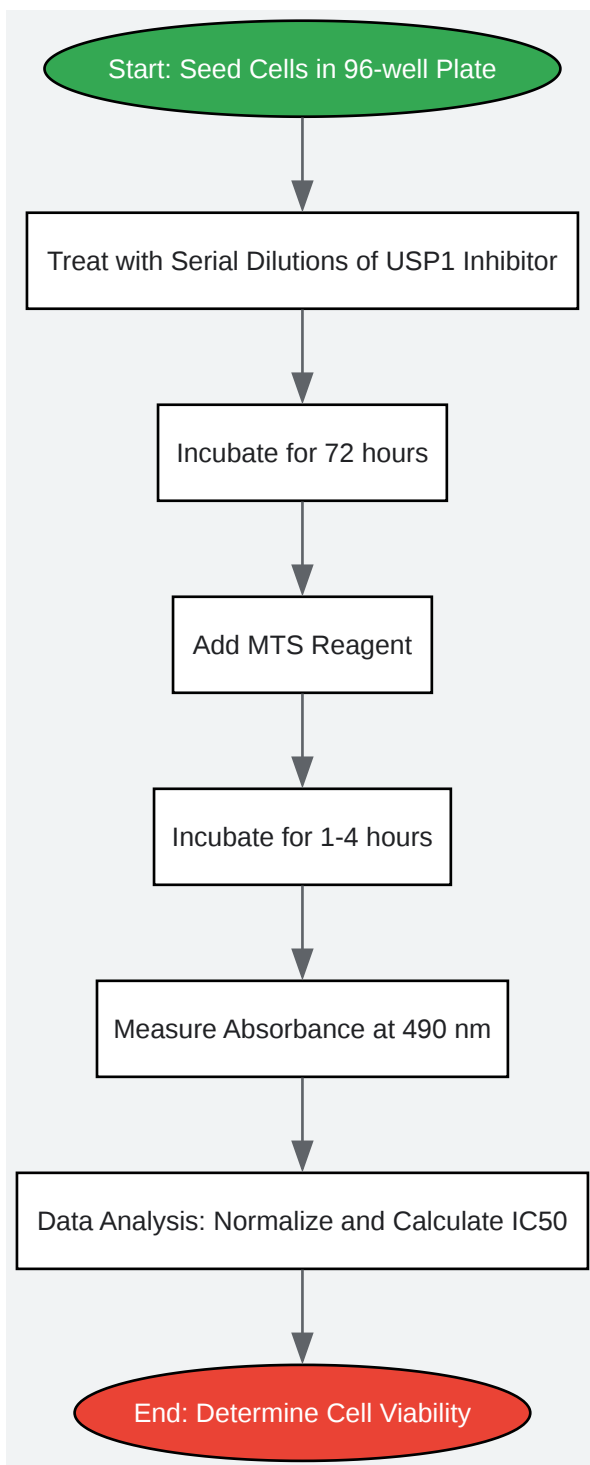 Start: Seed Cells in 96-well Plate
Treat with Serial Dilutions of USP1 Inhibitor
Incubate for 72 hours
Add MTS Reagent
Incubate for 1-4 hours
Measure Absorbance at 490 nm
Data Analysis: Normalize and Calculate IC50
End: Determine Cell Viability